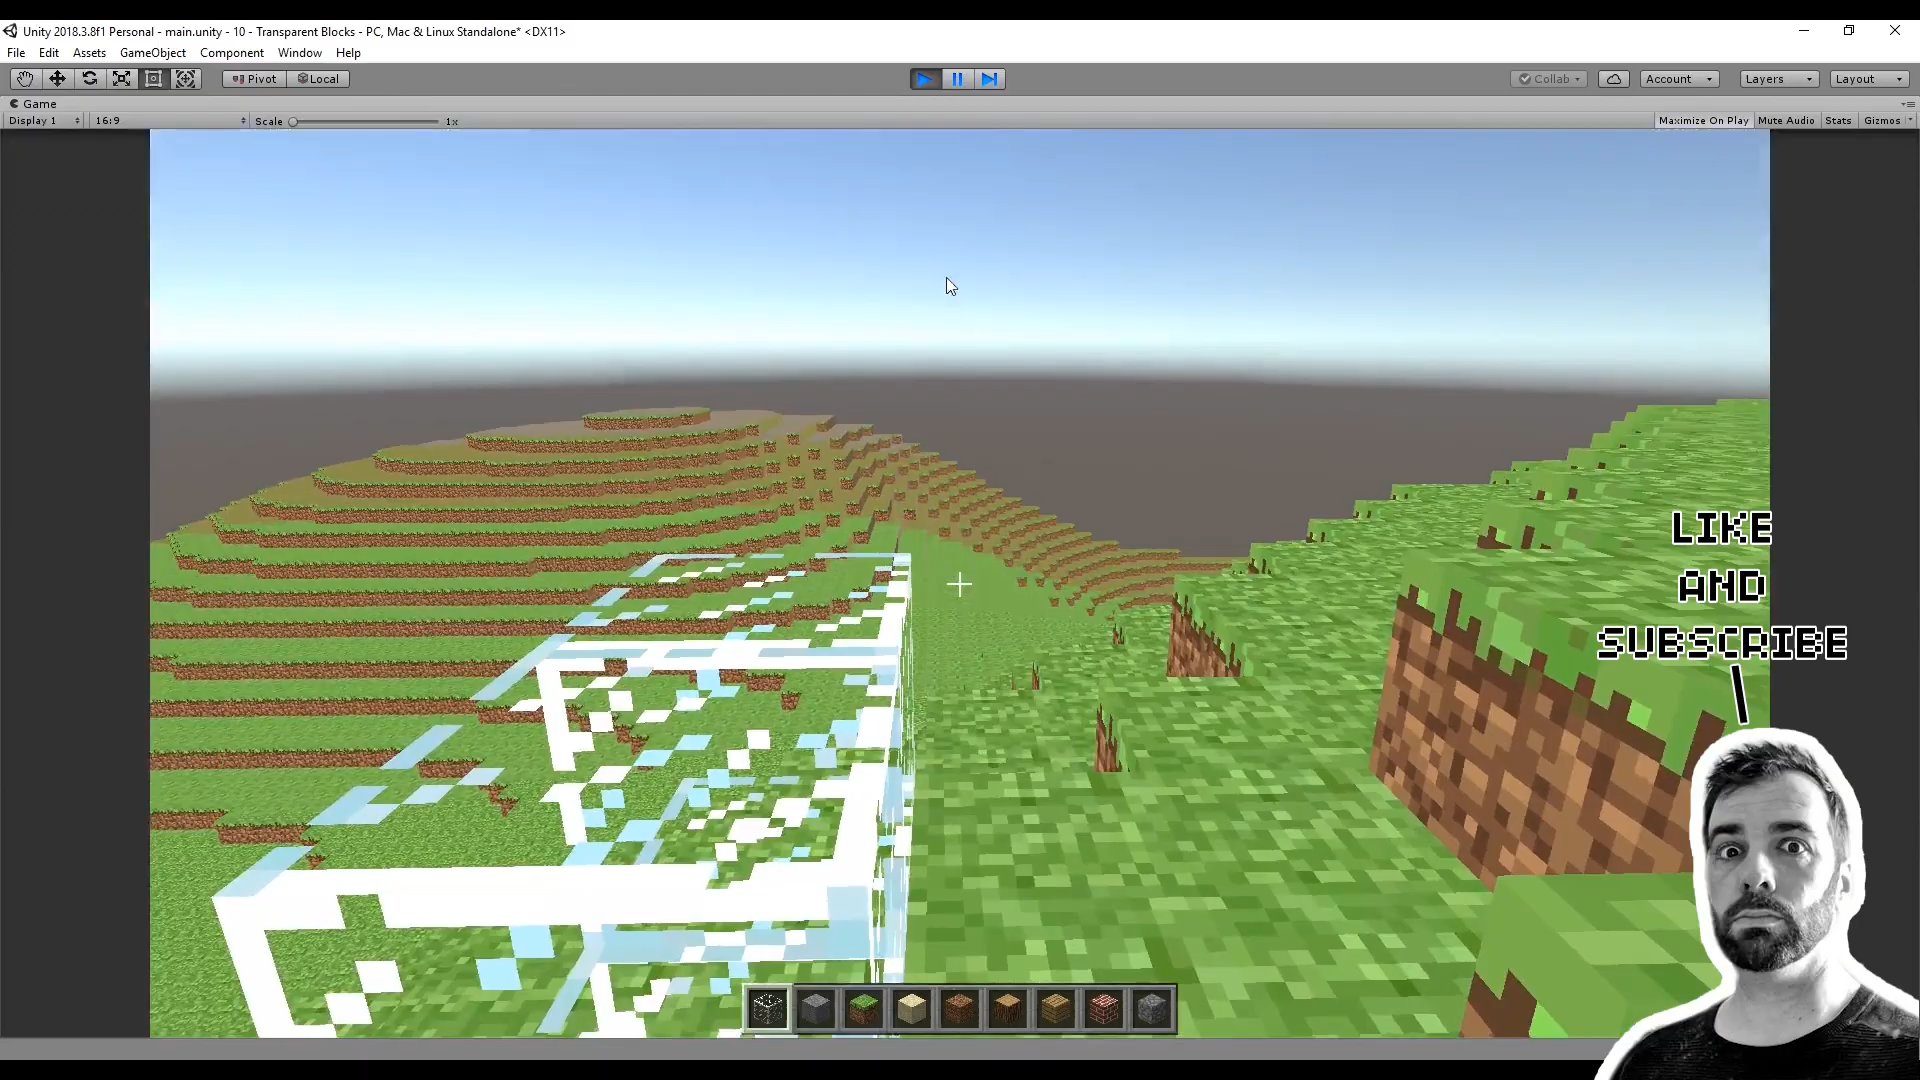 Unity 2018.3.8f1 Personal - main.unity - 10 - Transparent Blocks - PC, Mac & Linux Standalone* <DX11>
File Edit Assets GameObject Component Window Help
Pivot Local Collab Account Layers Layout
Game
Display 1 16:9 Scale 1x Maximize On Play Mute Audio Stats Gizmos
LIKE
AND
SUBSCRIBE